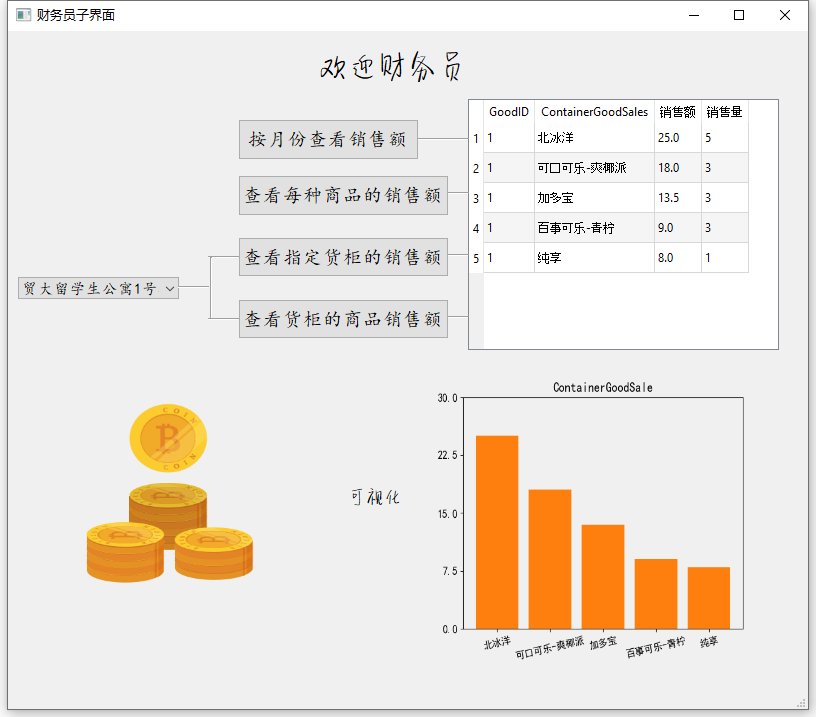 财务员子界面
欢迎财务员
按月份查看销售额
查看每种商品的销售额
查看指定货柜的销售额
查看货柜的商品销售额
贸大留学生公寓1号
GoodID ContainerGoodSales 销售额 销售量
1 1 北冰洋 25.0 5
2 1 可口可乐-爽椰派 18.0 3
3 1 加多宝 13.5 3
4 1 百事可乐-青柠 9.0 3
5 1 纯享 8.0 1
COIN
B
COIN
可视化
ContainerGoodSale
30.0
22.5
15.0
7.5
0.0
北冰洋 可口可乐-爽椰派 加多宝 百事可乐-青柠 纯享